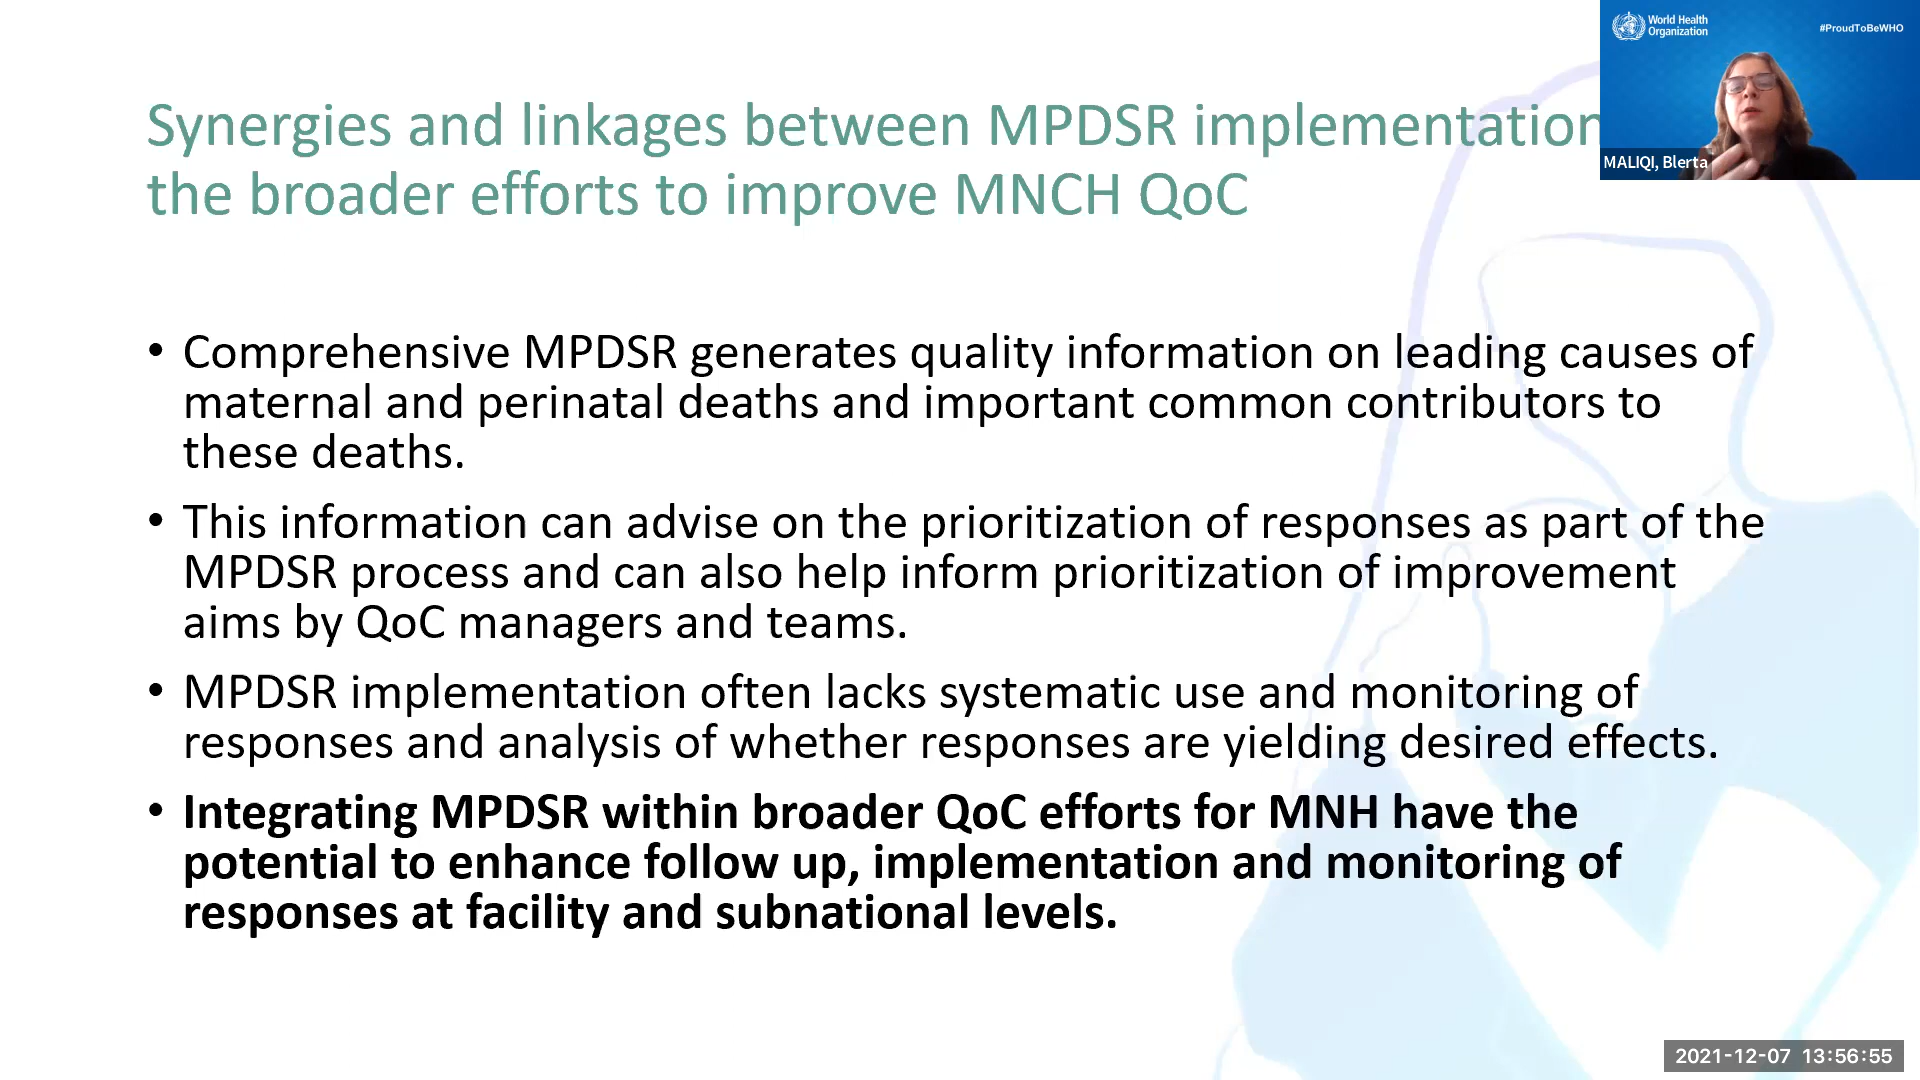 World Health
Organization
#ProudToBeWHO
MALIQI, Blerta
Synergies and linkages between MPDSR implementation
the broader efforts to improve MNCH QoC
• Comprehensive MPDSR generates quality information on leading causes of
maternal and perinatal deaths and important common contributors to
these deaths.
• This information can advise on the prioritization of responses as part of the
MPDSR process and can also help inform prioritization of improvement
aims by QoC managers and teams.
• MPDSR implementation often lacks systematic use and monitoring of
responses and analysis of whether responses are yielding desired effects.
• Integrating MPDSR within broader QoC efforts for MNH have the
potential to enhance follow up, implementation and monitoring of
responses at facility and subnational levels.
2021-12-07 13:56:55